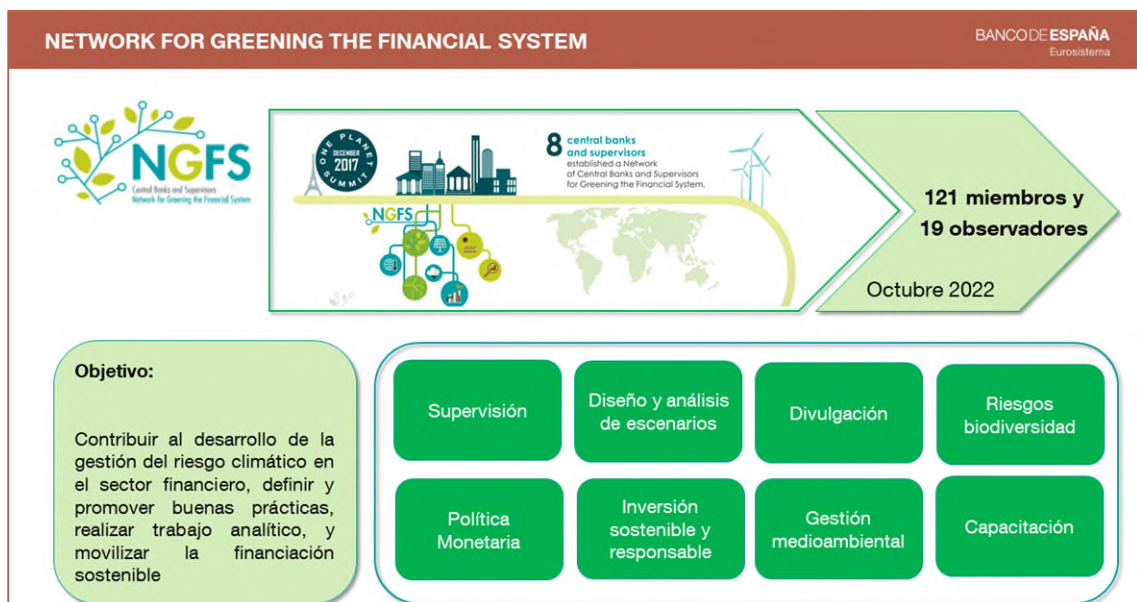 NETWORK FOR GREENING THE FINANCIAL SYSTEM
BANCODEESPAÑA
Eurosistema
NGFS
Central Banks and Supervisors
Network for Greening the Financial System
ONE PLANET
DECEMBER
2017
SUMMIT
8 central banks
and supervisors
established a Network
of Central Banks and Supervisors
for Greening the Financial System.
NGFS
121 miembros y
19 observadores
Octubre 2022
Objetivo:
Contribuir al desarrollo de la
gestión del riesgo climático en
el sector financiero, definir y
promover buenas prácticas,
realizar trabajo analítico, y
movilizar la financiación
sostenible
Supervisión
Diseño y análisis
de escenarios
Divulgación
Riesgos
biodiversidad
Política
Monetaria
Inversión
sostenible y
responsable
Gestión
medioambiental
Capacitación